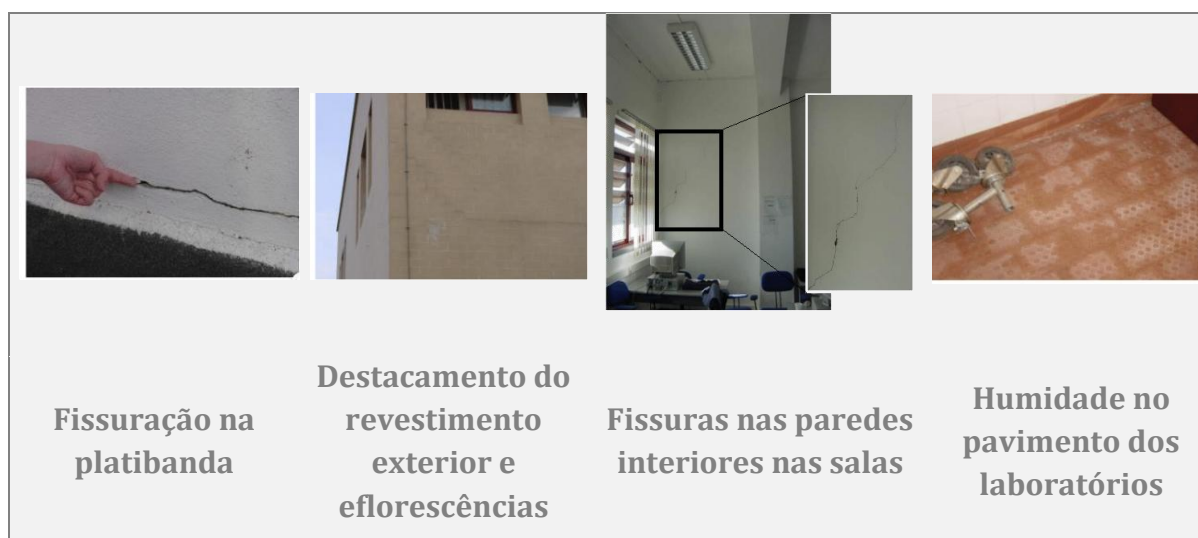 Fissuração na
platibanda
Destacamento do
revestimento
exterior e
eflorescências
Fissuras nas paredes
interiores nas salas
Humidade no
pavimento dos
laboratórios